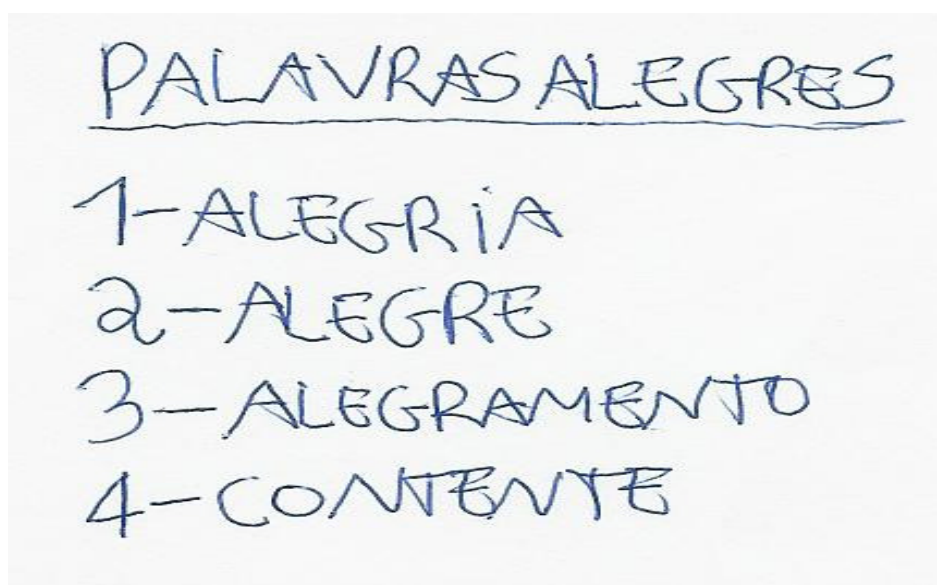 PALAVRAS ALEGRES
1-ALEGRiA
2-ALEGRE
3-ALEGRAMENTO
4-CONTENTE